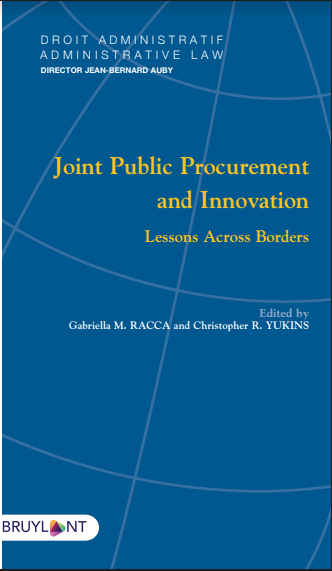 DROIT ADMINISTRATIF
ADMINISTRATIVE LAW
DIRECTOR JEAN-BERNARD AUBY
Joint Public Procurement
and Innovation
Lessons Across Borders
Edited by
Gabriella M. RACCA and Christopher R. YUKINS
BRUYLANT